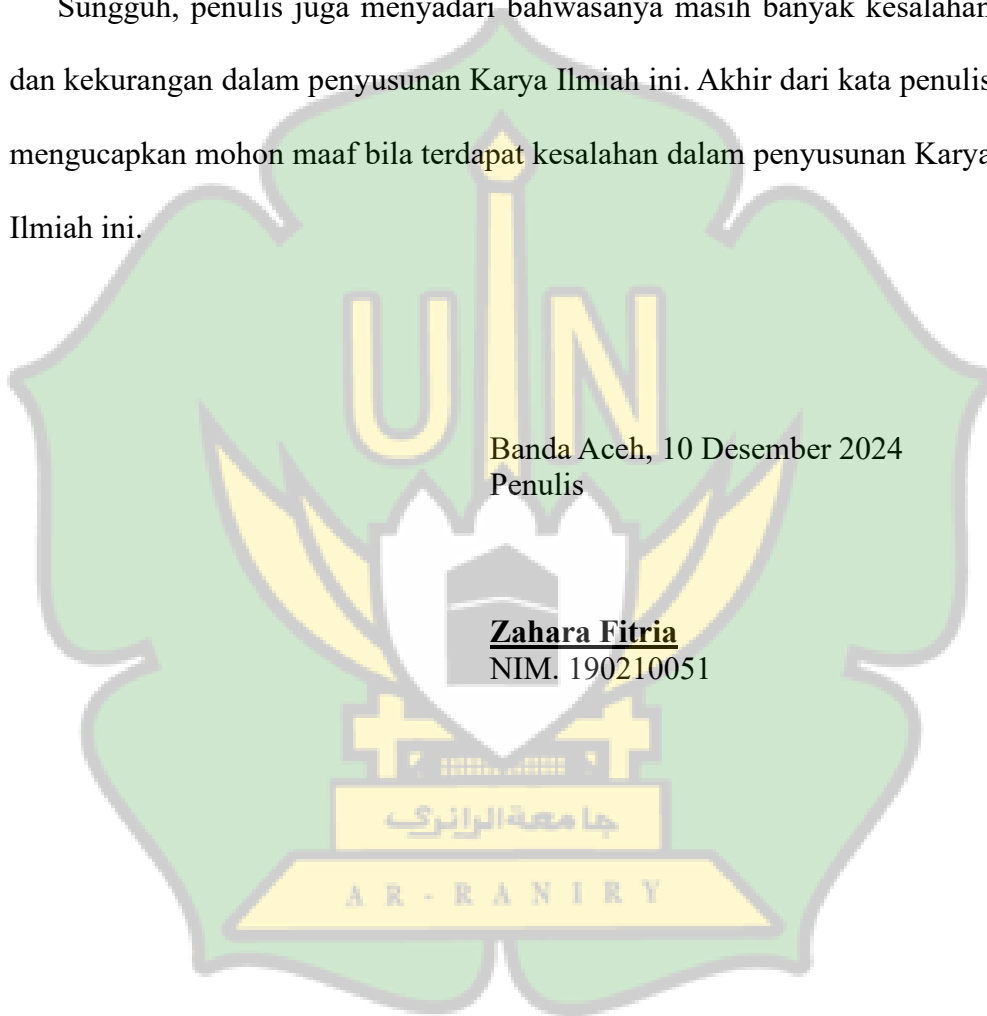 Sungguh, penulis juga menyadari bahwasanya masih banyak kesalahan
dan kekurangan dalam penyusunan Karya Ilmiah ini. Akhir dari kata penulis
mengucapkan mohon maaf bila terdapat kesalahan dalam penyusunan Karya
Ilmiah ini.
UIN
Banda Aceh, 10 Desember 2024
Penulis
Zahara Fitria
NIM. 190210051
جامعة الرانري
AR-RANIRY